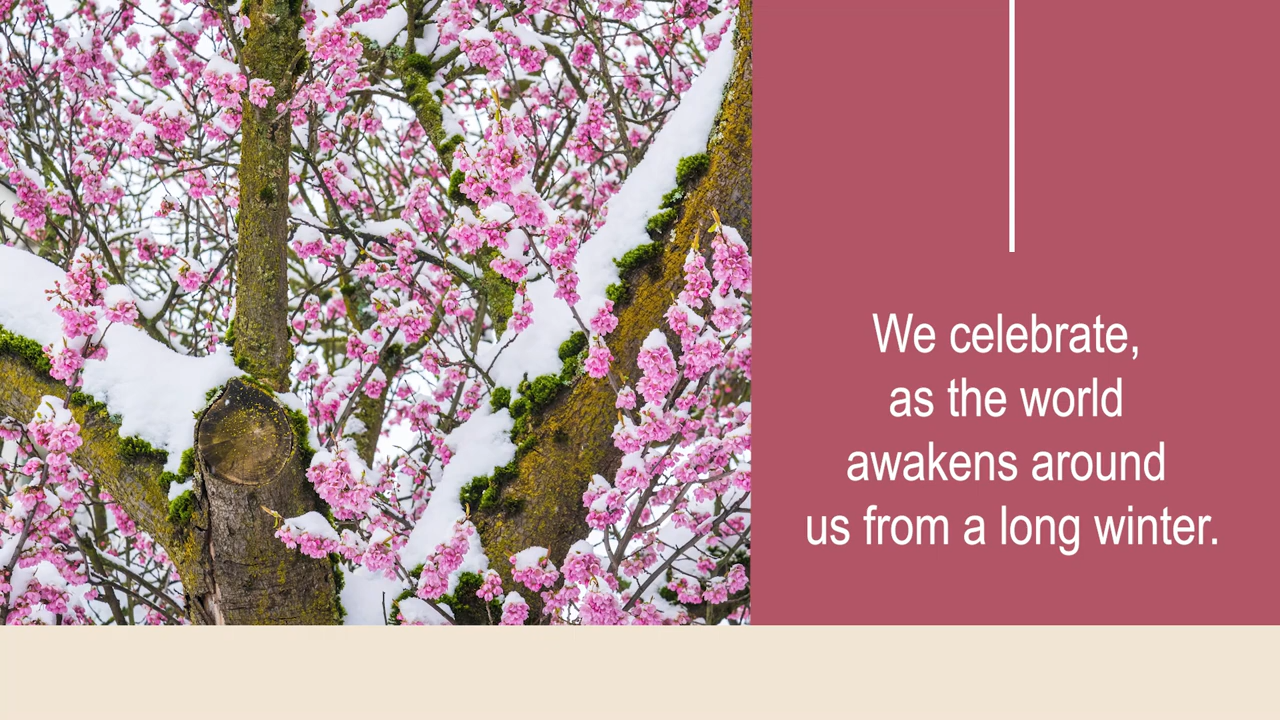 We celebrate,
as the world
awakens around
us from a long winter.